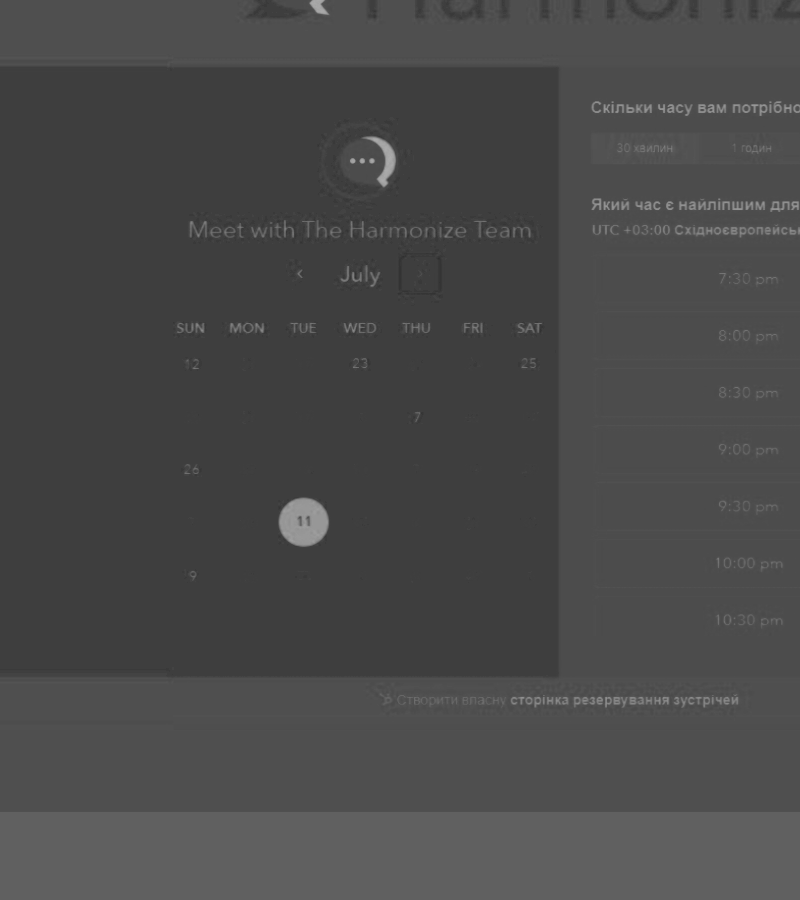 Harmoniz
Meet with The Harmonize Team
‹ July ›
SUN MON TUE WED THU FRI SAT
12 23 25
7
26
11
9
Скільки часу вам потрібно
30 хвилин 1 годин
Який час є найліпшим для
UTC +03:00 Східноєвропейськ
7:30 pm
8:00 pm
8:30 pm
9:00 pm
9:30 pm
10:00 pm
10:30 pm
Створити власну сторінка резервування зустрічей